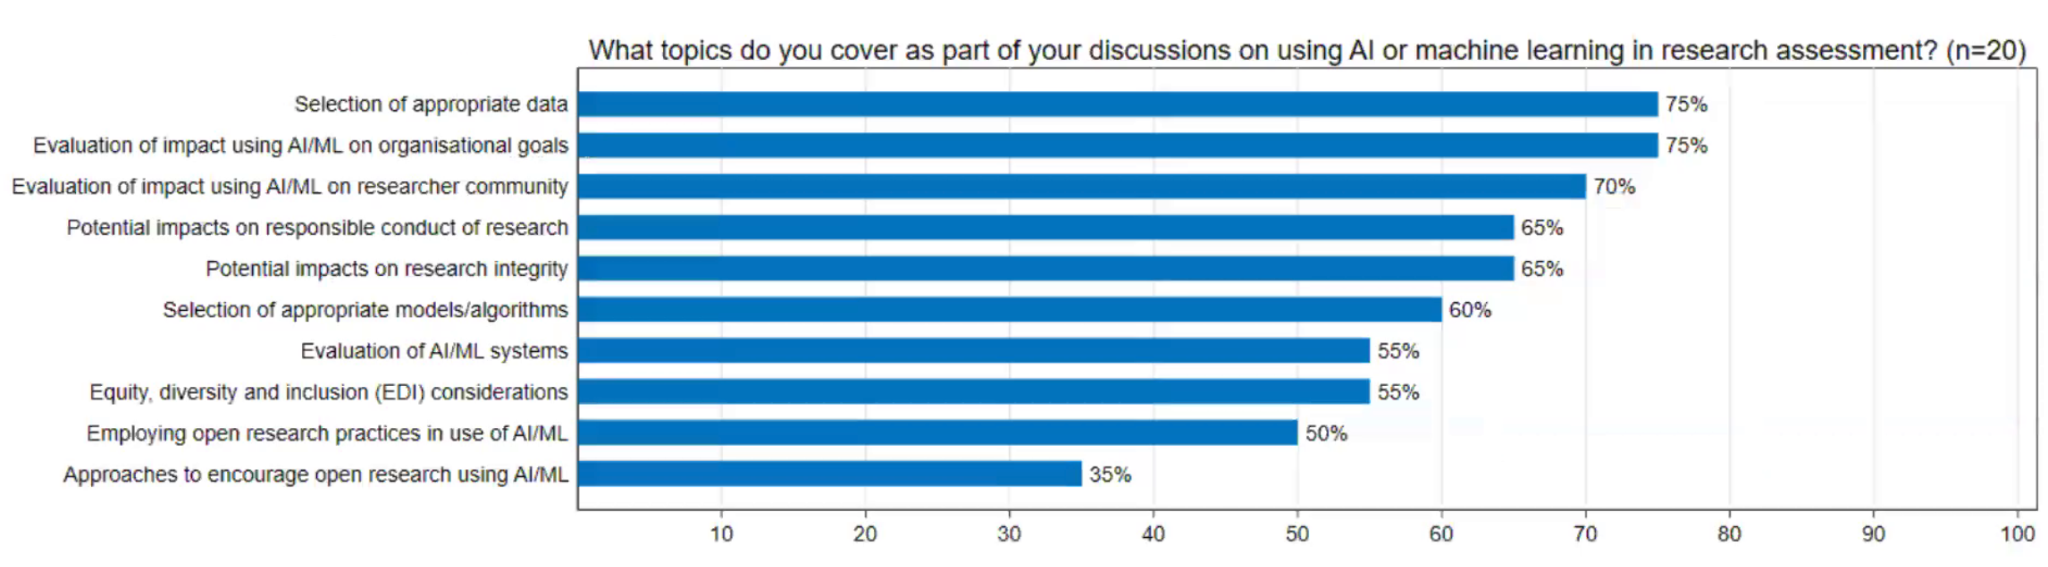 What topics do you cover as part of your discussions on using AI or machine learning in research assessment? (n=20)
Selection of appropriate data 75%
Evaluation of impact using AI/ML on organisational goals 75%
Evaluation of impact using AI/ML on researcher community 70%
Potential impacts on responsible conduct of research 65%
Potential impacts on research integrity 65%
Selection of appropriate models/algorithms 60%
Evaluation of AI/ML systems 55%
Equity, diversity and inclusion (EDI) considerations 55%
Employing open research practices in use of AI/ML 50%
Approaches to encourage open research using AI/ML 35%
10 20 30 40 50 60 70 80 90 100